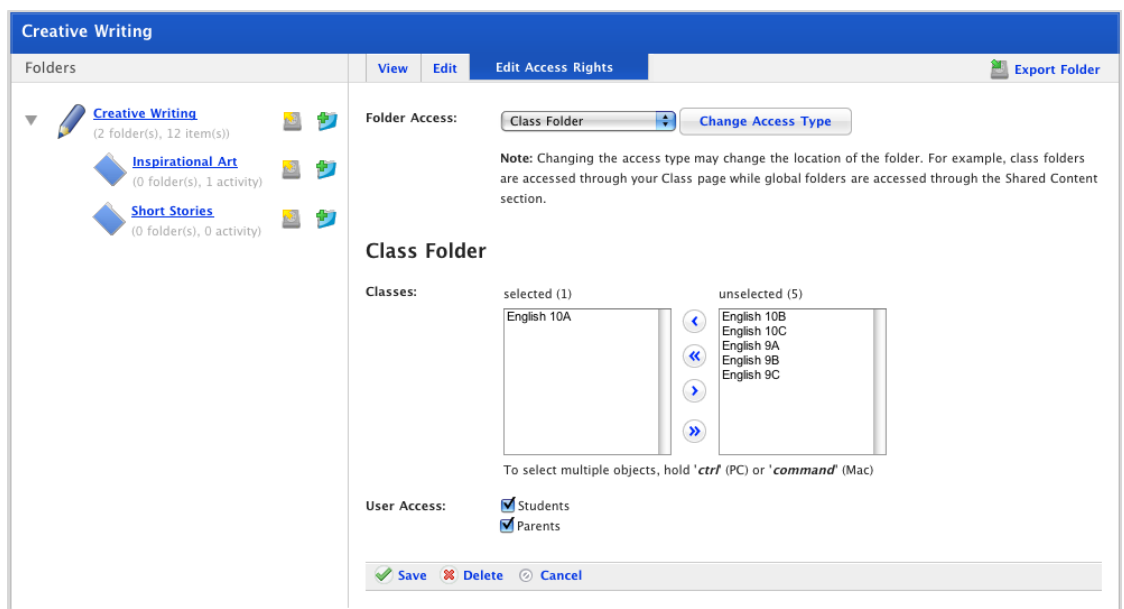 Creative Writing
Folders
View
Edit
Edit Access Rights
Export Folder
Creative Writing
(2 folder(s), 12 item(s))
Inspirational Art
(0 folder(s), 1 activity)
Short Stories
(0 folder(s), 0 activity)
Folder Access:
Class Folder
Change Access Type
Note: Changing the access type may change the location of the folder. For example, class folders
are accessed through your Class page while global folders are accessed through the Shared Content
section.
Class Folder
Classes:
selected (1)
English 10A
unselected (5)
English 10B
English 10C
English 9A
English 9B
English 9C
To select multiple objects, hold 'ctrl' (PC) or 'command' (Mac)
User Access:
Students
Parents
Save
Delete
Cancel